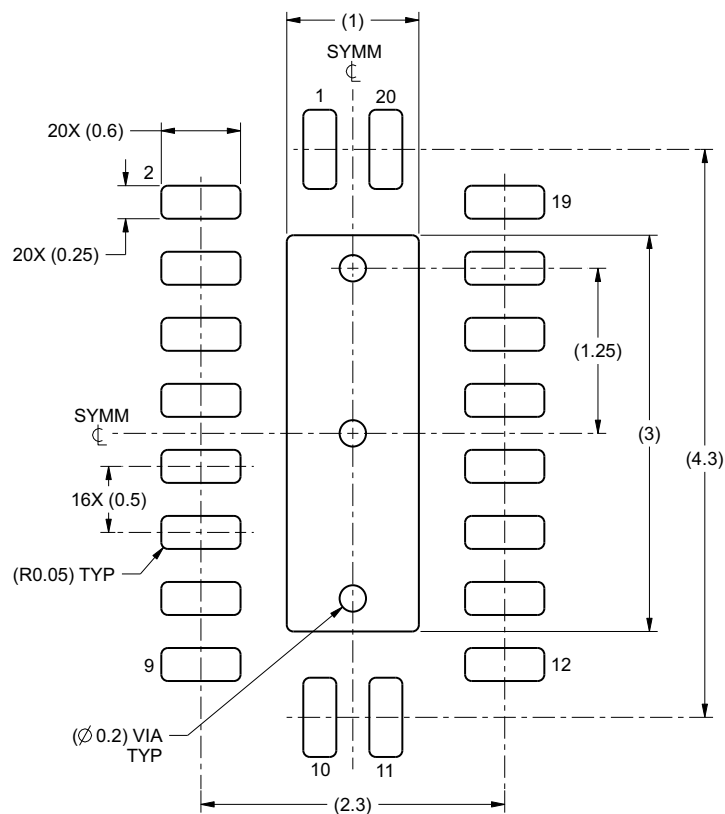 (1)
SYMM
℄
1
20
20X (0.6)
2
19
20X (0.25)
(1.25)
SYMM
℄
(3)
(4.3)
16X (0.5)
(R0.05) TYP
9
12
(∅ 0.2) VIA
TYP
10
11
(2.3)